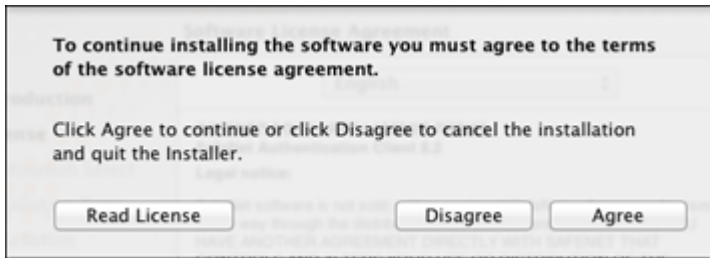 Software License Agreement
To continue installing the software you must agree to the terms
of the software license agreement.
English
Click Agree to continue or click Disagree to cancel the installation
and quit the Installer.
Authentication Client 8.2
Legal notice:
Read License
Disagree
Agree
HAVE ANOTHER AGREEMENT DIRECTLY WITH SAFENET THAT